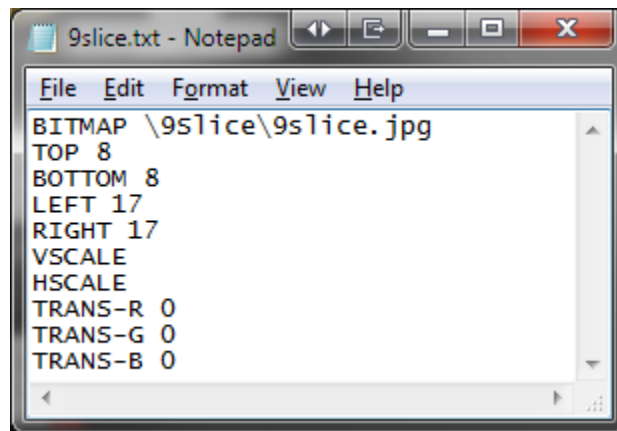 9slice.txt - Notepad
File Edit Format View Help
BITMAP \9Slice\9slice.jpg
TOP 8
BOTTOM 8
LEFT 17
RIGHT 17
VSCALE
HSCALE
TRANS-R 0
TRANS-G 0
TRANS-B 0